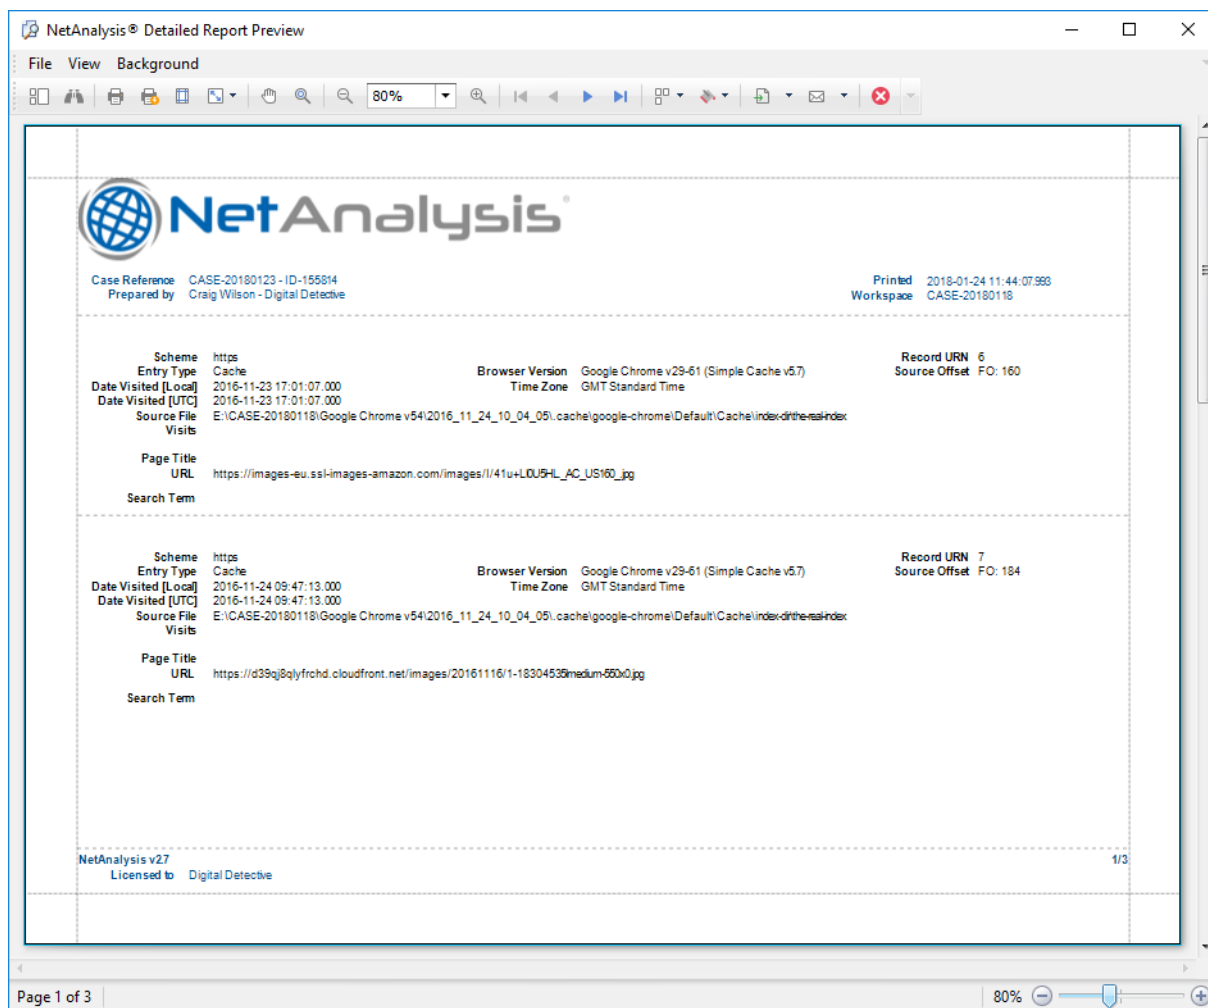 NetAnalysis® Detailed Report Preview
File View Background
80%
NetAnalysis®
Case Reference CASE-20180123 - ID-155814 Printed 2018-01-24 11:44:07.993
Prepared by Craig Wilson - Digital Detective Workspace CASE-20180118
Scheme https Record URN 6
Entry Type Cache Browser Version Google Chrome v29-61 (Simple Cache v5.7) Source Offset FO: 160
Date Visited [Local] 2016-11-23 17:01:07.000 Time Zone GMT Standard Time
Date Visited [UTC] 2016-11-23 17:01:07.000
Source File E:\CASE-20180118\Google Chrome v54\2016_11_24_10_04_05\.cache\google-chrome\Default\Cache\index-dir\the-real-index
Visits
Page Title
URL https://images-eu.ssl-images-amazon.com/images/I/41u+LI0U5HL_AC_US160_.jpg
Search Term
Scheme https Record URN 7
Entry Type Cache Browser Version Google Chrome v29-61 (Simple Cache v5.7) Source Offset FO: 184
Date Visited [Local] 2016-11-24 09:47:13.000 Time Zone GMT Standard Time
Date Visited [UTC] 2016-11-24 09:47:13.000
Source File E:\CASE-20180118\Google Chrome v54\2016_11_24_10_04_05\.cache\google-chrome\Default\Cache\index-dir\the-real-index
Visits
Page Title
URL https://d39qj8qlyfrchd.cloudfront.net/images/20161116/1-18304535/medium-550x0.jpg
Search Term
NetAnalysis v2.7 1/3
Licensed to Digital Detective
Page 1 of 3 80%